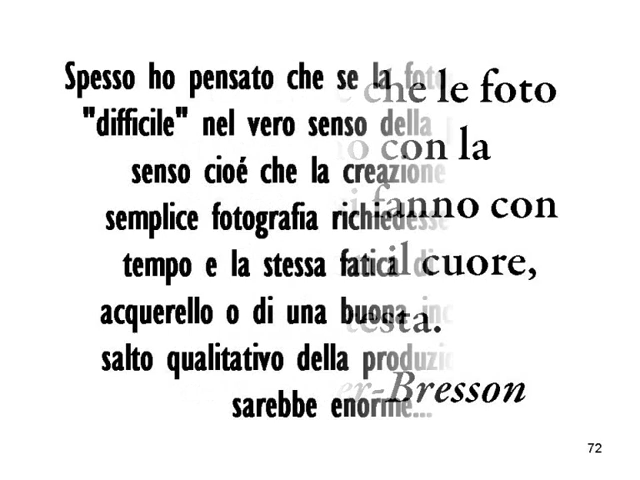 Spesso ho pensato che se la foto
"difficile" nel vero senso della
senso cioé che la creazione
semplice fotografia richiedesse
tempo e la stessa fatica di
acquerello o di una buona
salto qualitativo della
sarebbe enorme...
che le foto
con la
fanno con
il cuore,
testa.
Bresson
72